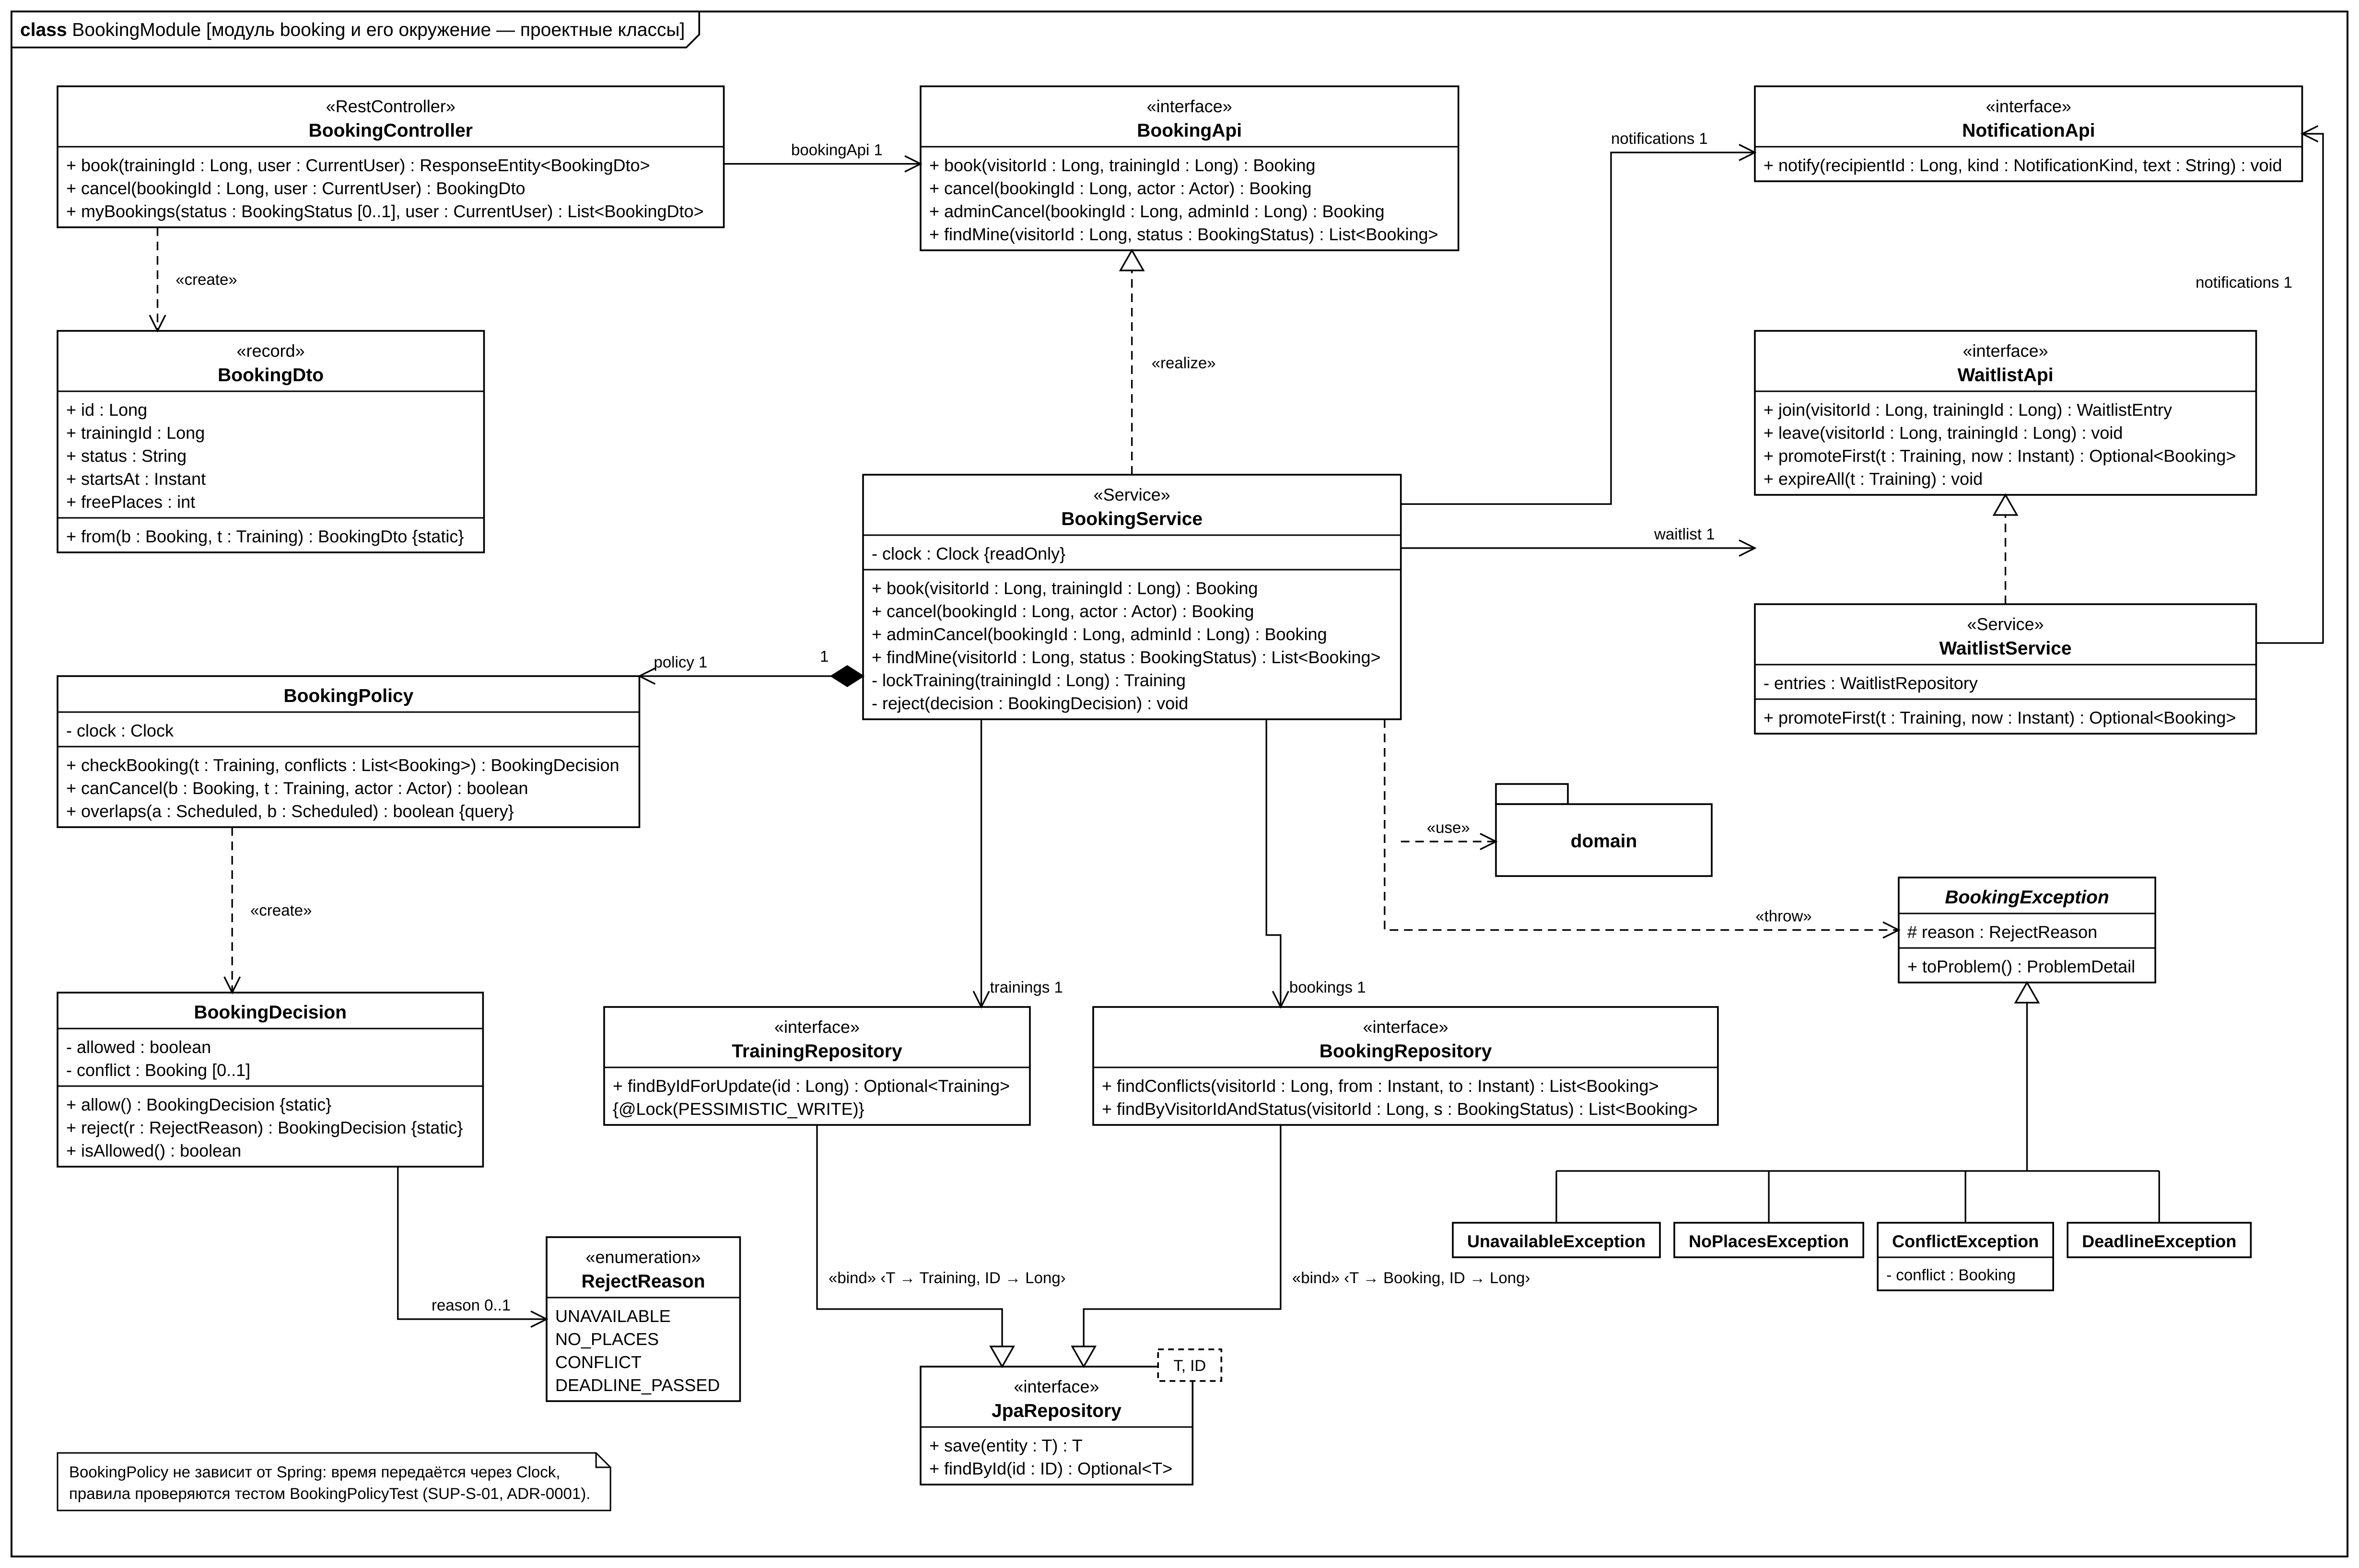 class BookingModule [модуль booking и его окружение — проектные классы]
«RestController»
BookingController
+ book(trainingId : Long, user : CurrentUser) : ResponseEntity<BookingDto>
+ cancel(bookingId : Long, user : CurrentUser) : BookingDto
+ myBookings(status : BookingStatus [0..1], user : CurrentUser) : List<BookingDto>
bookingApi 1
«interface»
BookingApi
+ book(visitorId : Long, trainingId : Long) : Booking
+ cancel(bookingId : Long, actor : Actor) : Booking
+ adminCancel(bookingId : Long, adminId : Long) : Booking
+ findMine(visitorId : Long, status : BookingStatus) : List<Booking>
notifications 1
«interface»
NotificationApi
+ notify(recipientId : Long, kind : NotificationKind, text : String) : void
«create»
notifications 1
«record»
BookingDto
+ id : Long
+ trainingId : Long
+ status : String
+ startsAt : Instant
+ freePlaces : int
+ from(b : Booking, t : Training) : BookingDto {static}
«realize»
«interface»
WaitlistApi
+ join(visitorId : Long, trainingId : Long) : WaitlistEntry
+ leave(visitorId : Long, trainingId : Long) : void
+ promoteFirst(t : Training, now : Instant) : Optional<Booking>
+ expireAll(t : Training) : void
«Service»
BookingService
- clock : Clock {readOnly}
+ book(visitorId : Long, trainingId : Long) : Booking
+ cancel(bookingId : Long, actor : Actor) : Booking
+ adminCancel(bookingId : Long, adminId : Long) : Booking
+ findMine(visitorId : Long, status : BookingStatus) : List<Booking>
- lockTraining(trainingId : Long) : Training
- reject(decision : BookingDecision) : void
waitlist 1
«Service»
WaitlistService
- entries : WaitlistRepository
+ promoteFirst(t : Training, now : Instant) : Optional<Booking>
policy 1
1
BookingPolicy
- clock : Clock
+ checkBooking(t : Training, conflicts : List<Booking>) : BookingDecision
+ canCancel(b : Booking, t : Training, actor : Actor) : boolean
+ overlaps(a : Scheduled, b : Scheduled) : boolean {query}
«use»
domain
«create»
«throw»
BookingException
# reason : RejectReason
+ toProblem() : ProblemDetail
BookingDecision
- allowed : boolean
- conflict : Booking [0..1]
+ allow() : BookingDecision {static}
+ reject(r : RejectReason) : BookingDecision {static}
+ isAllowed() : boolean
trainings 1
«interface»
TrainingRepository
+ findByIdForUpdate(id : Long) : Optional<Training>
{@Lock(PESSIMISTIC_WRITE)}
bookings 1
«interface»
BookingRepository
+ findConflicts(visitorId : Long, from : Instant, to : Instant) : List<Booking>
+ findByVisitorIdAndStatus(visitorId : Long, s : BookingStatus) : List<Booking>
UnavailableException
NoPlacesException
ConflictException
- conflict : Booking
DeadlineException
reason 0..1
«enumeration»
RejectReason
UNAVAILABLE
NO_PLACES
CONFLICT
DEADLINE_PASSED
«bind» ‹T → Training, ID → Long›
«bind» ‹T → Booking, ID → Long›
T, ID
«interface»
JpaRepository
+ save(entity : T) : T
+ findById(id : ID) : Optional<T>
BookingPolicy не зависит от Spring: время передаётся через Clock,
правила проверяются тестом BookingPolicyTest (SUP-S-01, ADR-0001).